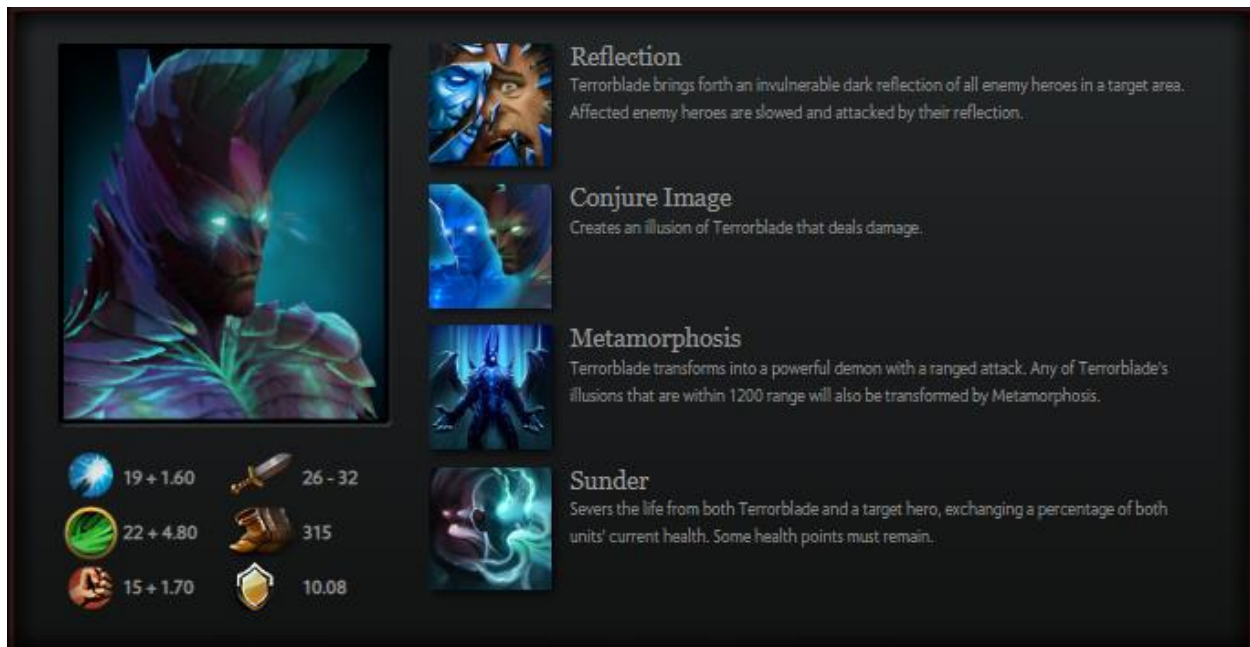 Reflection
Terrorblade brings forth an invulnerable dark reflection of all enemy heroes in a target area.
Affected enemy heroes are slowed and attacked by their reflection.
Conjure Image
Creates an illusion of Terrorblade that deals damage.
Metamorphosis
Terrorblade transforms into a powerful demon with a ranged attack. Any of Terrorblade's
illusions that are within 1200 range will also be transformed by Metamorphosis.
Sunder
Severs the life from both Terrorblade and a target hero, exchanging a percentage of both
units' current health. Some health points must remain.
19 + 1.60 26 - 32
22 + 4.80 315
15 + 1.70 10.08